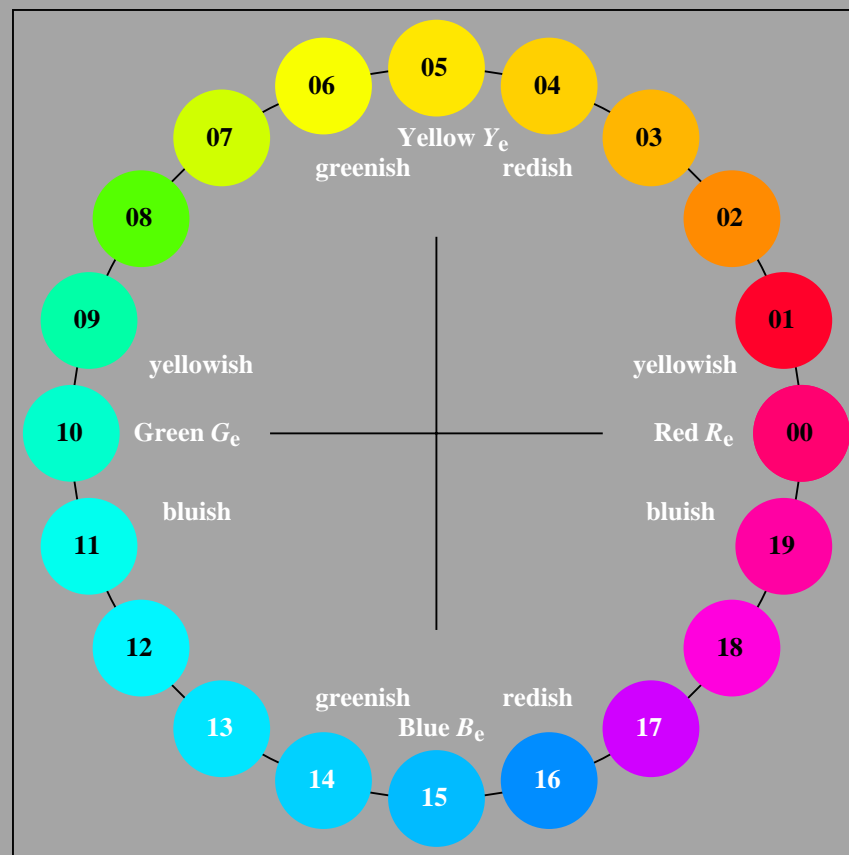 05
06
04
Yellow Ye
07
03
greenish
redish
08
02
09
01
yellowish
yellowish
10
Green Ge
Red Re
00
bluish
bluish
11
19
12
18
greenish
redish
13
Blue Be
17
14
16
15